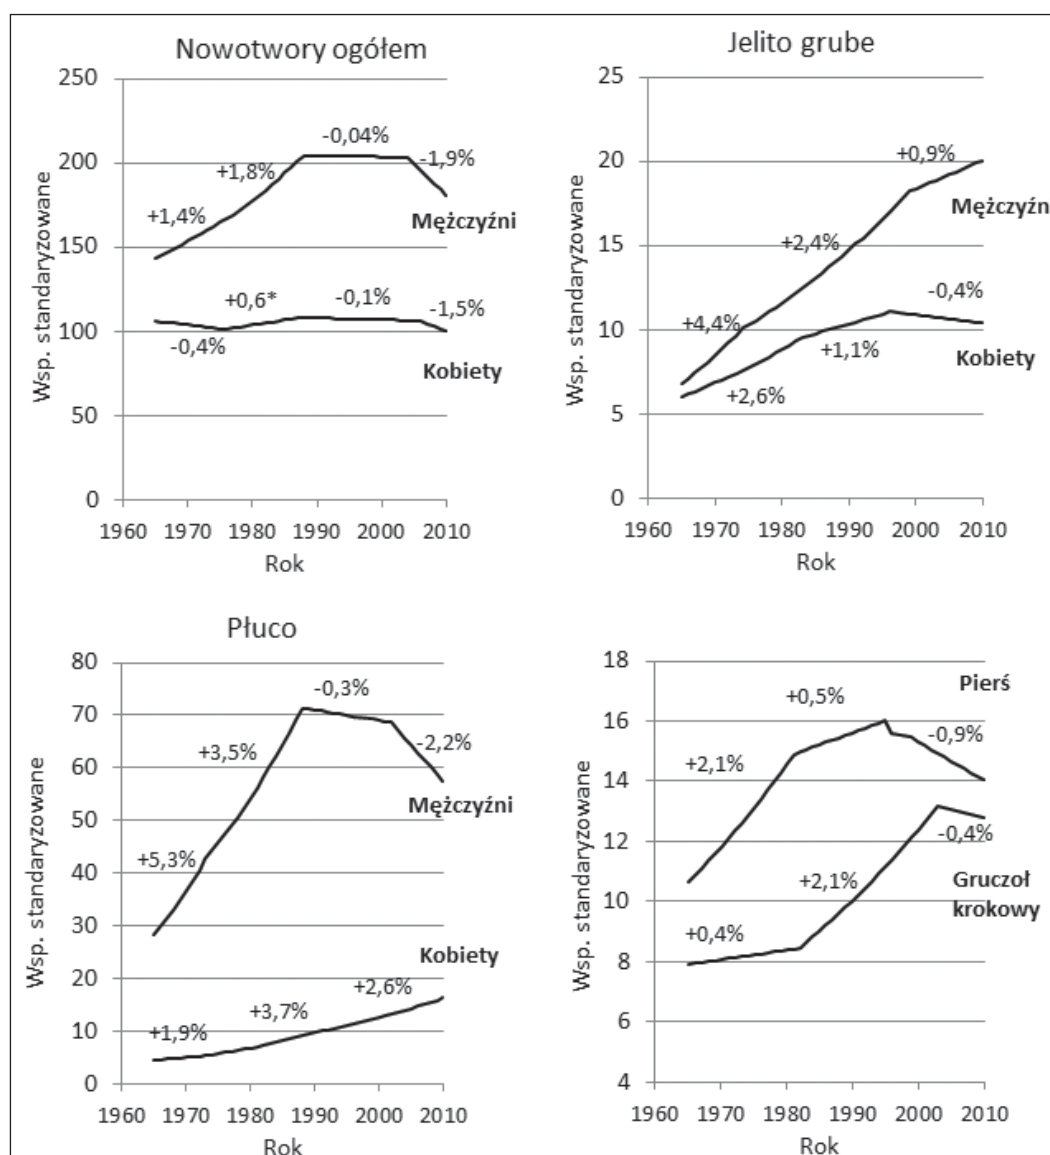 Nowotwory ogółem
Wsp. standaryzowane
250
200
150
100
50
0
+1,4%
+1,8%
-0,04%
-1,9%
Mężczyźni
-0,4%
+0,6*
-0,1%
-1,5%
Kobiety
1960 1970 1980 1990 2000 2010
Rok
Jelito grube
Wsp. standaryzowane
25
20
15
10
5
0
+4,4%
+2,4%
+0,9%
Mężczyźn
+2,6%
+1,1%
-0,4%
Kobiety
1960 1970 1980 1990 2000 2010
Rok
Płuco
Wsp. standaryzowane
80
70
60
50
40
30
20
10
0
+5,3%
+3,5%
-0,3%
-2,2%
Mężczyźni
+1,9%
+3,7%
+2,6%
Kobiety
1960 1970 1980 1990 2000 2010
Rok
Wsp. standaryzowane
18
16
14
12
10
8
6
4
+2,1%
+0,5%
Pierś
-0,9%
+0,4%
+2,1%
-0,4%
Gruczoł
krokowy
1960 1970 1980 1990 2000 2010
Rok